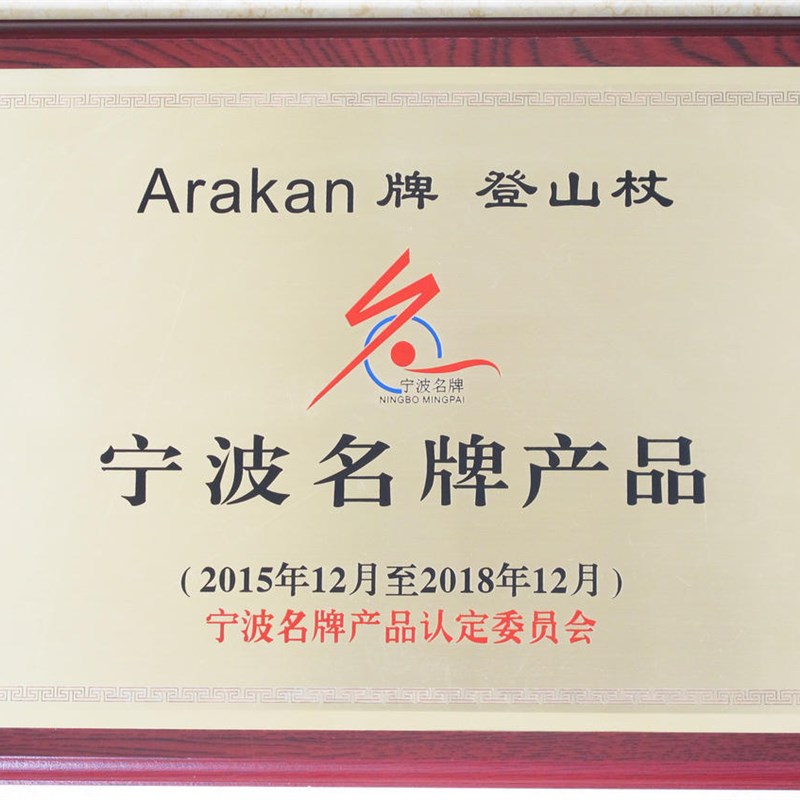 Arakan 牌 登山杖
宁波名牌
NINGBO MINGPAI
宁波名牌产品
(2015年12月至2018年12月)
宁波名牌产品认定委员会